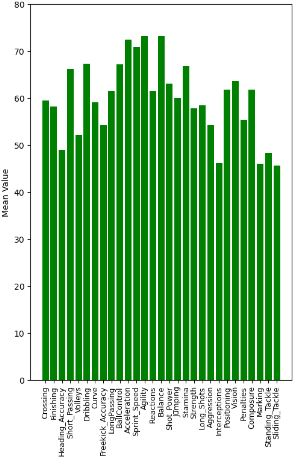 80
70
60
50
40
30
20
10
0
Mean Value
Crossing
Finishing
Heading_Accuracy
Short_Passing
Volleys
Dribbling
Curve
Freekick_Accuracy
LongPassing
BallControl
Acceleration
Sprint_Speed
Agility
Reactions
Balance
Shot_Power
Jumping
Stamina
Strength
Long_Shots
Aggression
Interceptions
Positioning
Vision
Penalties
Composure
Marking
Standing_Tackle
Sliding_Tackle